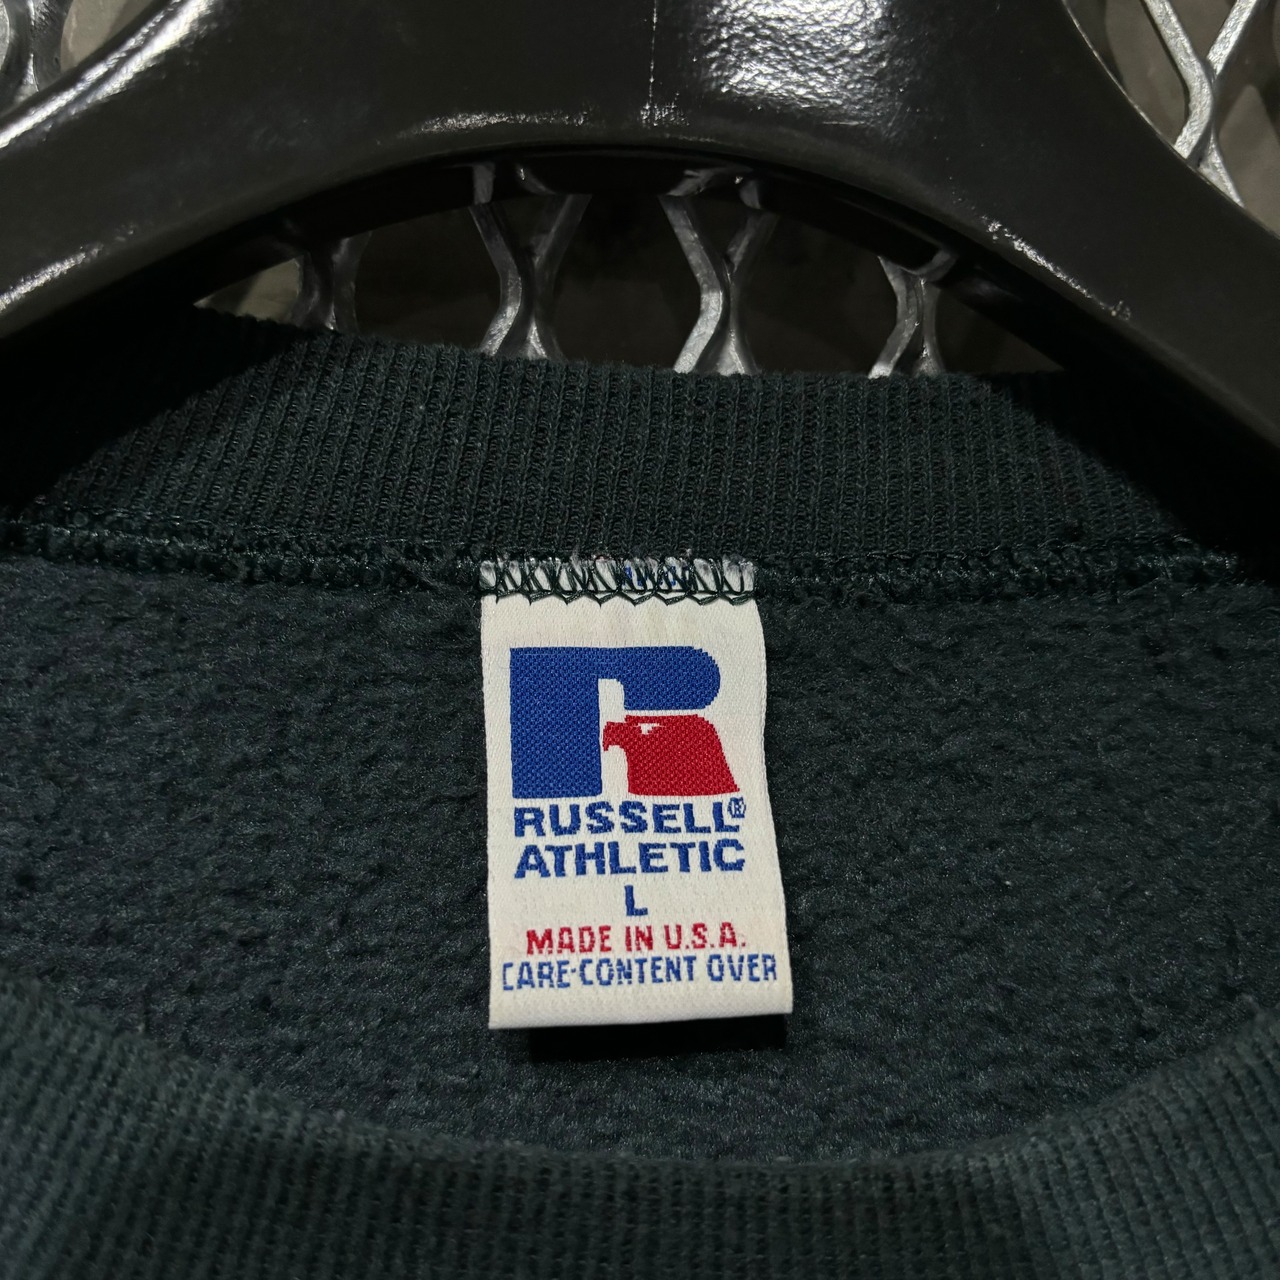 R
RUSSELL®
ATHLETIC
L
MADE IN U.S.A.
CARE-CONTENT OVER